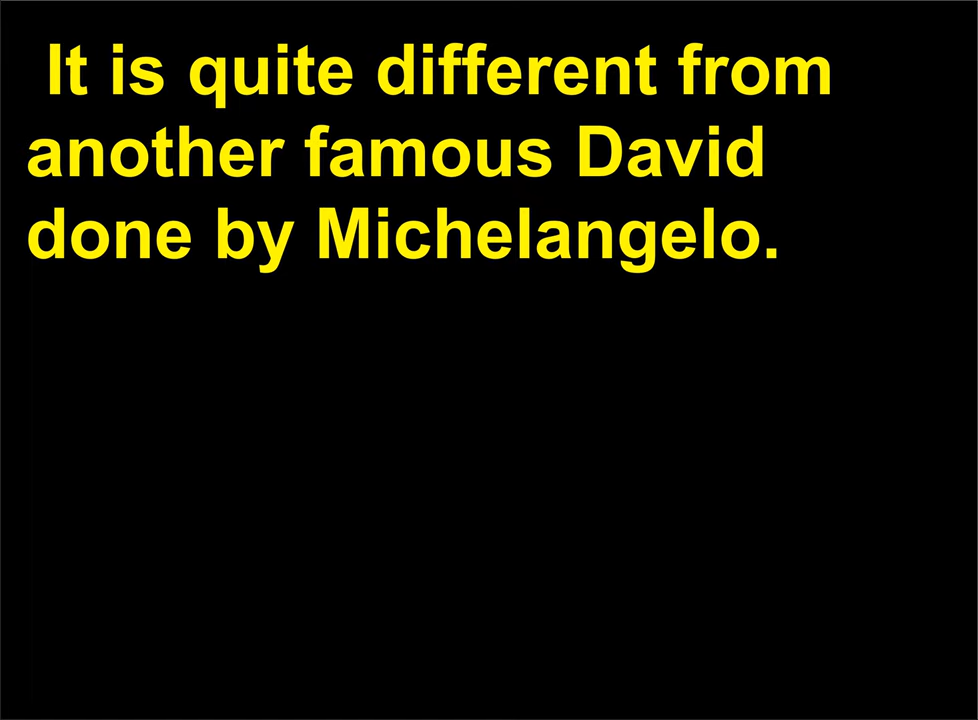 It is quite different from
another famous David
done by Michelangelo.